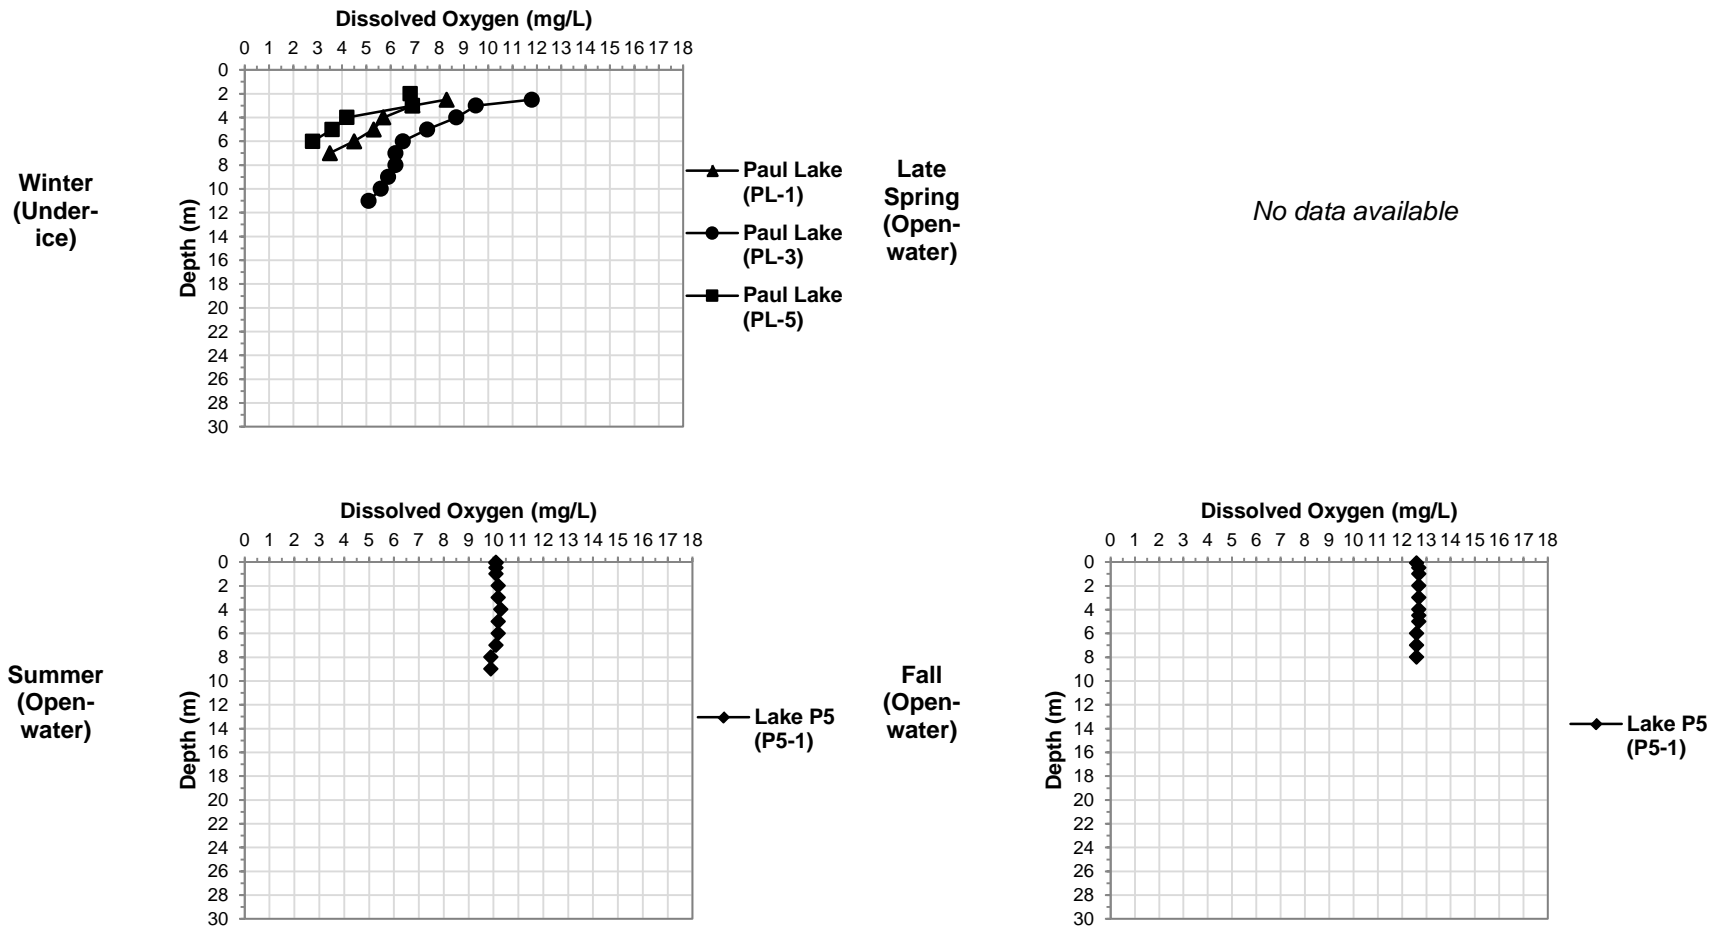 Dissolved Oxygen (mg/L)
0 1 2 3 4 5 6 7 8 9 10 11 12 13 14 15 16 17 18
0
2
4
6
8
10
12
14
16
18
20
22
24
26
28
30
Depth (m)
Winter
(Under-
ice)
Paul Lake
(PL-1)
Paul Lake
(PL-3)
Paul Lake
(PL-5)
Late
Spring
(Open-
water)
No data available
Dissolved Oxygen (mg/L)
0 1 2 3 4 5 6 7 8 9 10 11 12 13 14 15 16 17 18
0
2
4
6
8
10
12
14
16
18
20
22
24
26
28
30
Depth (m)
Summer
(Open-
water)
Lake P5
(P5-1)
Dissolved Oxygen (mg/L)
0 1 2 3 4 5 6 7 8 9 10 11 12 13 14 15 16 17 18
0
2
4
6
8
10
12
14
16
18
20
22
24
26
28
30
Depth (m)
Fall
(Open-
water)
Lake P5
(P5-1)